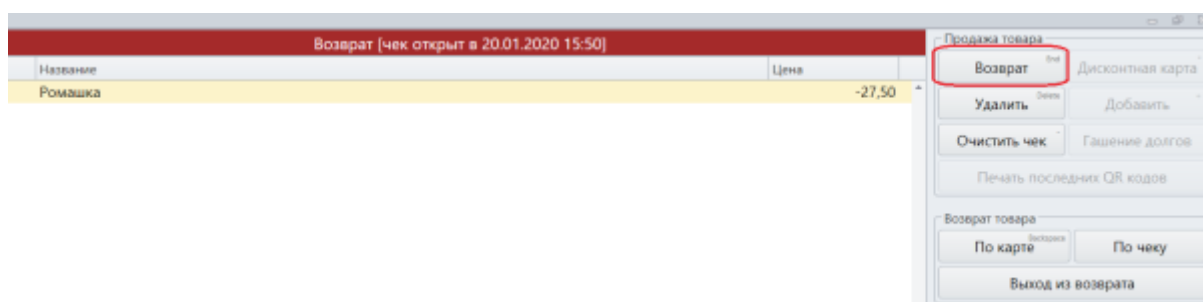 Возврат [чек открыт в 20.01.2020 15:50]
Название Цена
Ромашка -27,50
Продажа товара
Возврат End Дисконтная карта
Удалить Delete Добавить
Очистить чек Гашение долгов
Печать последних QR кодов
Возврат товара
По карте Backspace По чеку
Выход из возврата